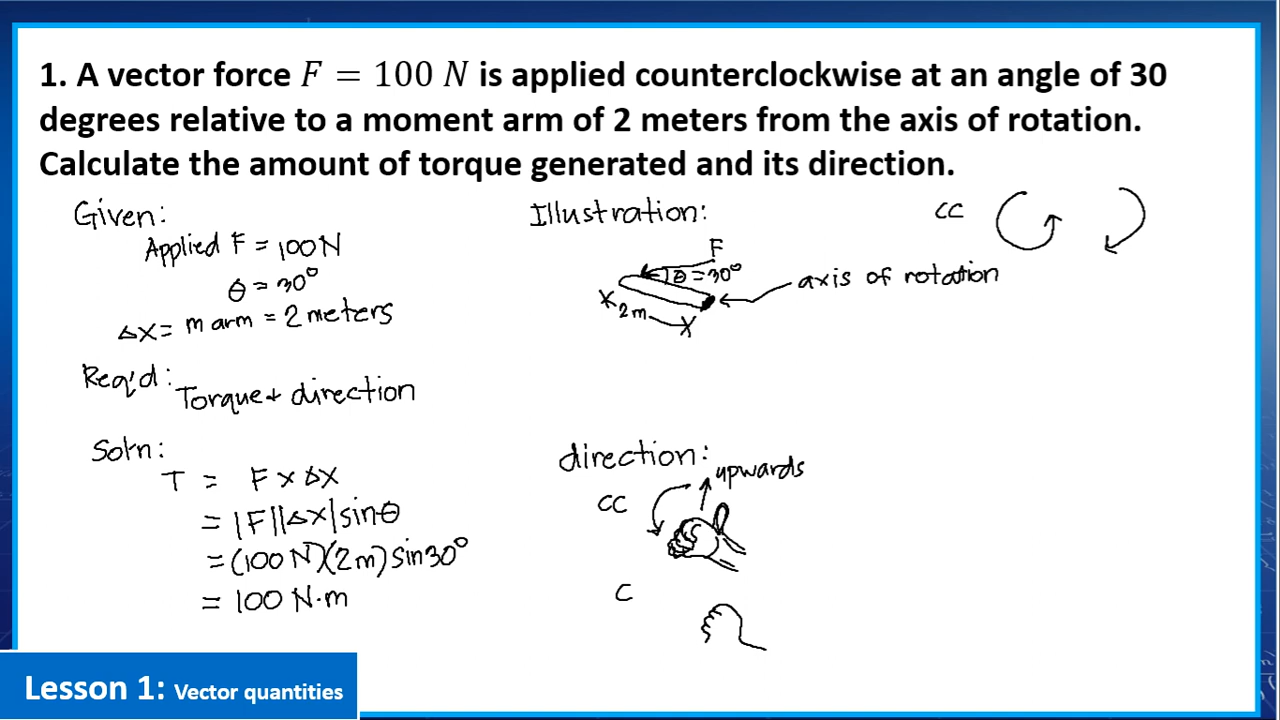 1. A vector force F = 100 N is applied counterclockwise at an angle of 30
degrees relative to a moment arm of 2 meters from the axis of rotation.
Calculate the amount of torque generated and its direction.
Given:
Applied F = 100N
θ = 30°
ΔX = m arm = 2 meters
Req'd:
Torque + direction
Sol'n:
T = F × ΔX
= |F||ΔX|sinθ
= (100 N)(2m)sin30°
= 100 N·m
Illustration:
CC
F
θ = 30°
axis of rotation
X 2m X
direction:
upwards
CC
C
Lesson 1: Vector quantities